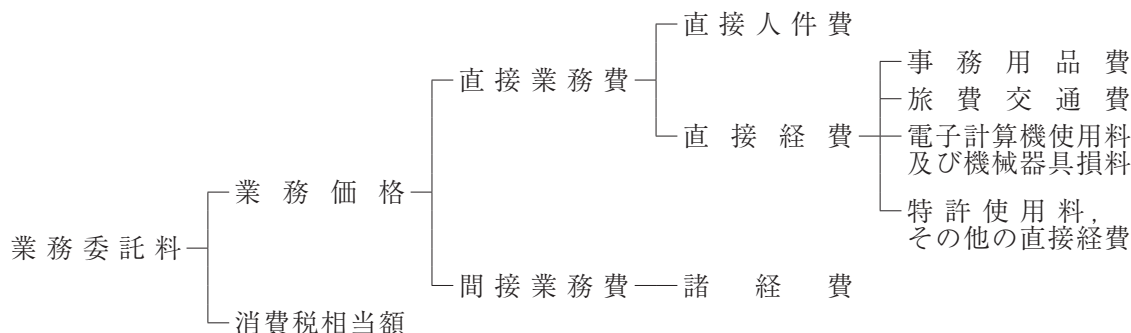 直接人件費
事務用品費
直接業務費
旅費交通費
直接経費
電子計算機使用料
及び機械器具損料
業務価格
特許使用料,
その他の直接経費
業務委託料
間接業務費
諸経費
消費税相当額